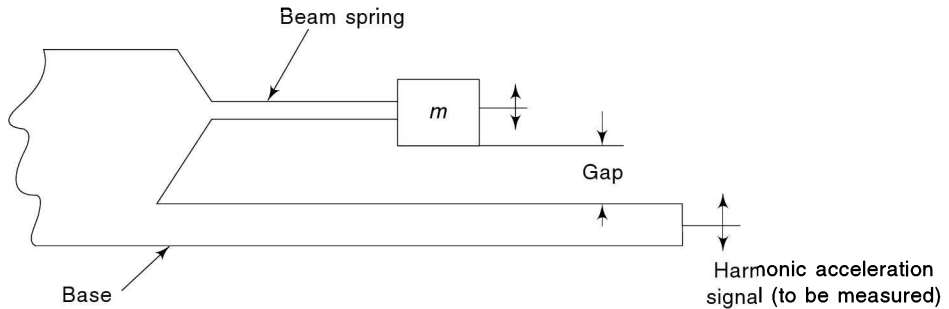 Beam spring
m
Gap
Harmonic acceleration
signal (to be measured)
Base